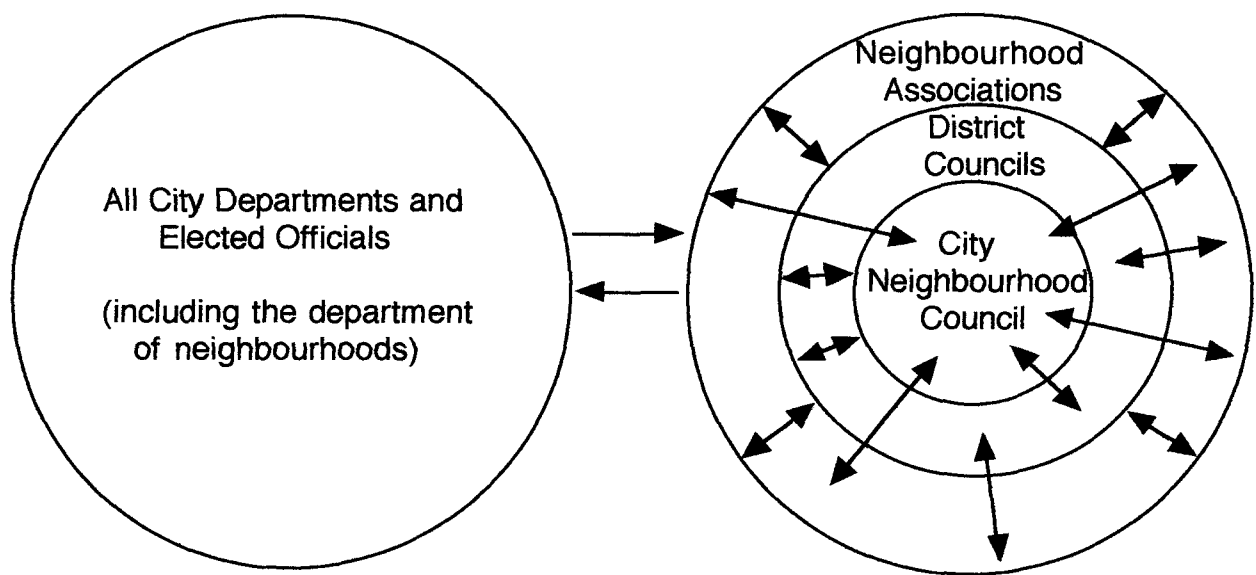 All City Departments and
Elected Officials
(including the department
of neighbourhoods)
Neighbourhood
Associations
District
Councils
City
Neighbourhood
Council